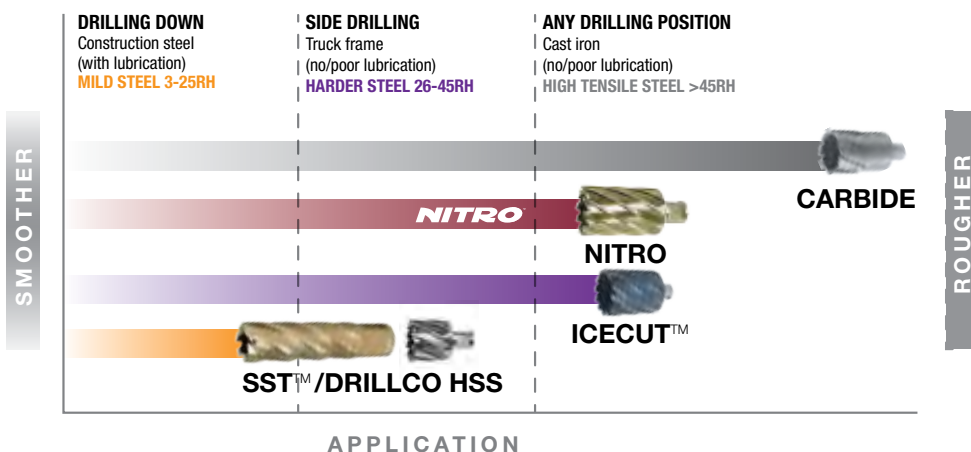 DRILLING DOWN
Construction steel
(with lubrication)
MILD STEEL 3-25RH
SIDE DRILLING
Truck frame
(no/poor lubrication)
HARDER STEEL 26-45RH
ANY DRILLING POSITION
Cast iron
(no/poor lubrication)
HIGH TENSILE STEEL >45RH
SMOOTHER
ROUGHER
CARBIDE
NITRO
NITRO
ICECUT™
SST™/DRILLCO HSS
APPLICATION